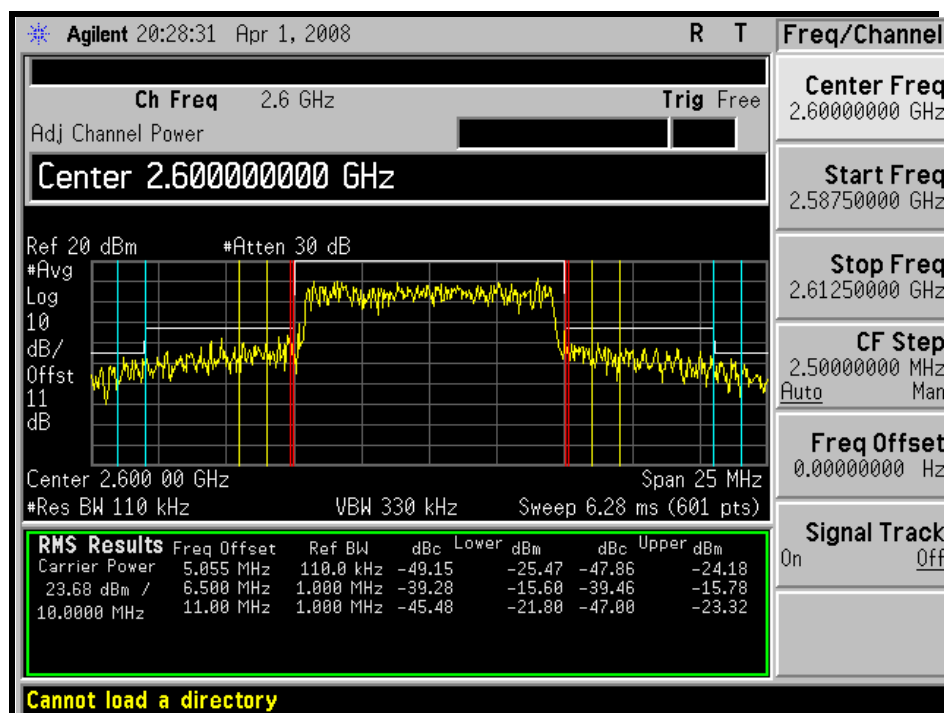 Agilent 20:28:31 Apr 1, 2008 R T
Ch Freq 2.6 GHz Trig Free
Adj Channel Power
Center 2.600000000 GHz
Ref 20 dBm #Atten 30 dB
#Avg
Log
10
dB/
Offst
11
dB
Center 2.600 00 GHz Span 25 MHz
#Res BW 110 kHz VBW 330 kHz Sweep 6.28 ms (601 pts)
RMS Results Freq Offset Ref BW dBc Lower dBm dBc Upper dBm
Carrier Power 5.055 MHz 110.0 kHz -49.15 -25.47 -47.86 -24.18
23.68 dBm / 6.500 MHz 1.000 MHz -39.28 -15.60 -39.46 -15.78
10.0000 MHz 11.00 MHz 1.000 MHz -45.48 -21.80 -47.00 -23.32
Cannot load a directory
Freq/Channel
Center Freq
2.60000000 GHz
Start Freq
2.58750000 GHz
Stop Freq
2.61250000 GHz
CF Step
2.50000000 MHz
Auto Man
Freq Offset
0.00000000 Hz
Signal Track
On Off